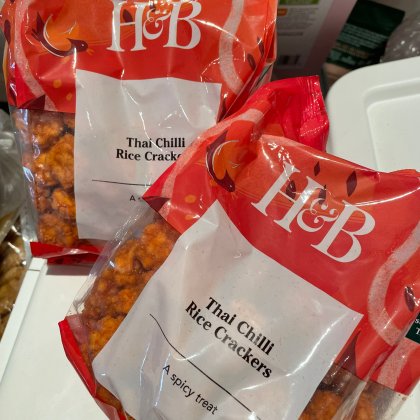 H&B
Thai Chilli
Rice Crackers
A s
H&B
Thai Chilli
Rice Crackers
A spicy treat